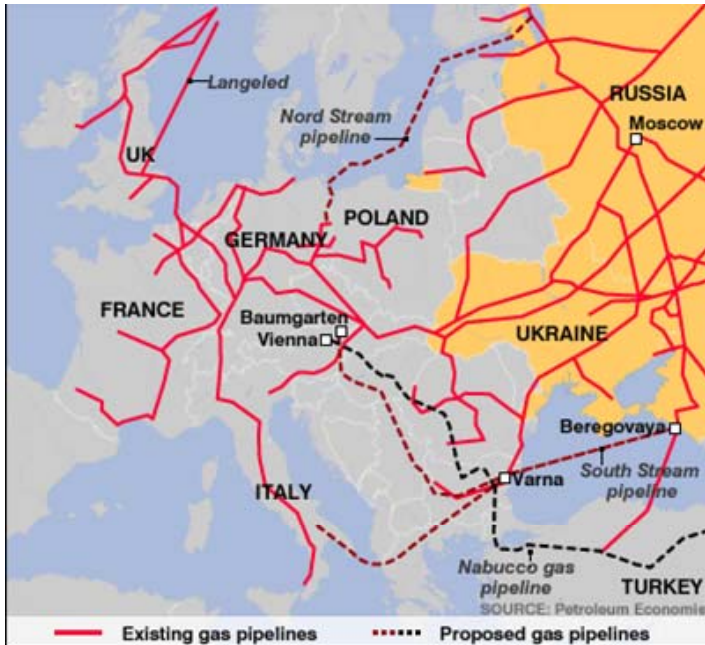 Langeled
RUSSIA
Moscow
Nord Stream
pipeline
UK
POLAND
GERMANY
FRANCE
Baumgarten
Vienna
UKRAINE
Beregovaya
South Stream
pipeline
Varna
ITALY
Nabucco gas
pipeline
TURKEY
SOURCE: Petroleum Economis
Existing gas pipelines
Proposed gas pipelines